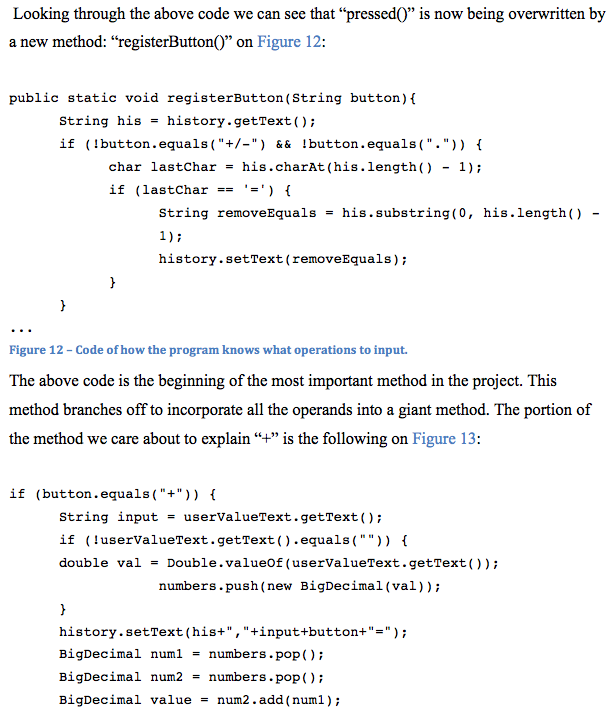 Looking through the above code we can see that “pressed()” is now being overwritten by
a new method: “registerButton()” on Figure 12:
public static void registerButton(String button){
String his = history.getText();
if (!button.equals("+/-") && !button.equals(".")) {
char lastChar = his.charAt(his.length() - 1);
if (lastChar == '=') {
String removeEquals = his.substring(0, his.length() -
1);
history.setText(removeEquals);
}
}
...
Figure 12 – Code of how the program knows what operations to input.
The above code is the beginning of the most important method in the project. This
method branches off to incorporate all the operands into a giant method. The portion of
the method we care about to explain “+” is the following on Figure 13:
if (button.equals("+")) {
String input = userValueText.getText();
if (!userValueText.getText().equals("")) {
double val = Double.valueOf(userValueText.getText());
numbers.push(new BigDecimal(val));
}
history.setText(his+","+input+button+"=");
BigDecimal num1 = numbers.pop();
BigDecimal num2 = numbers.pop();
BigDecimal value = num2.add(num1);